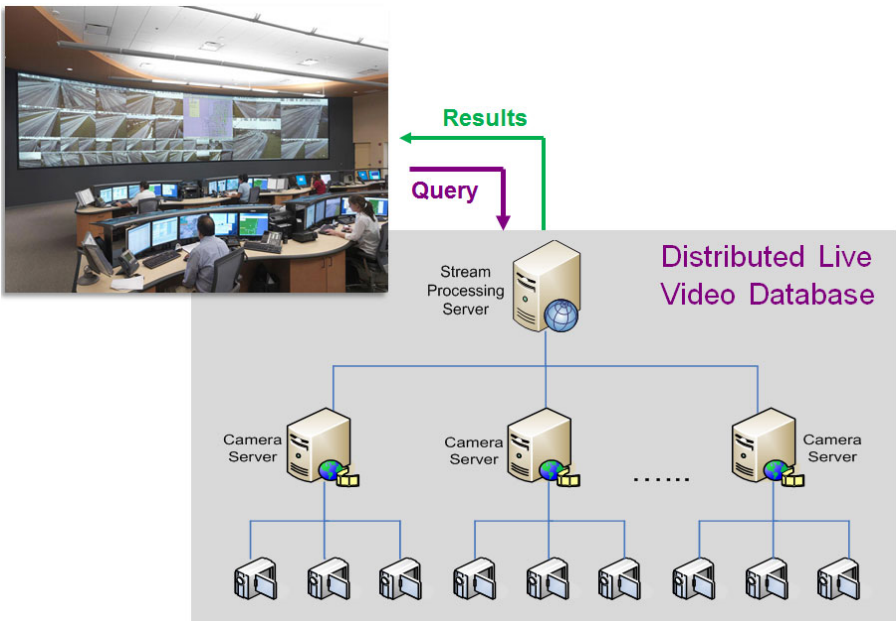 Results
Query
Distributed Live
Video Database
Stream
Processing
Server
Camera
Server
Camera
Server
......
Camera
Server